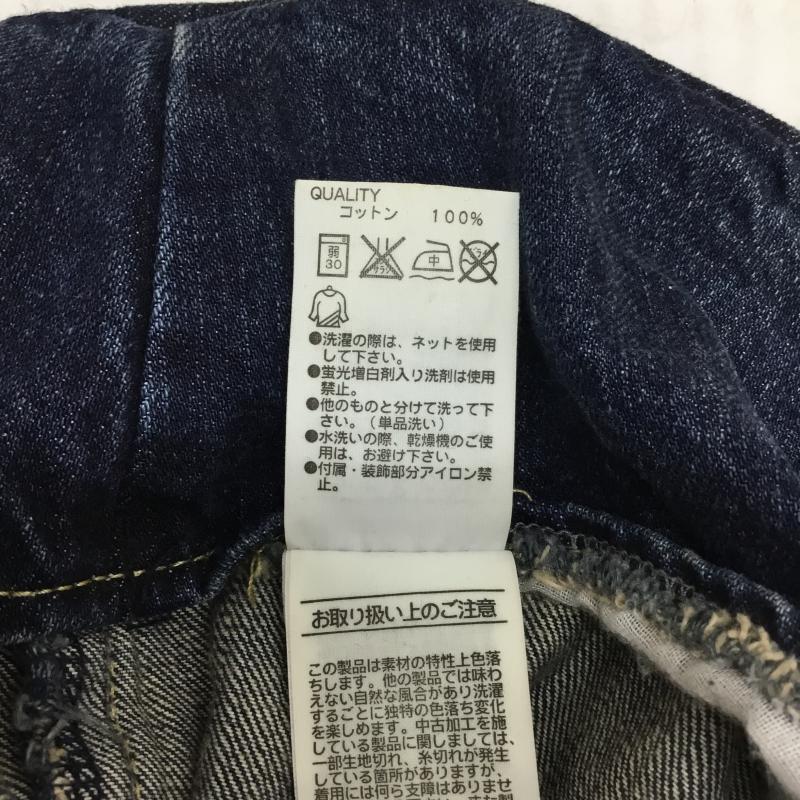 QUALITY
コットン 100%
弱 中 ドライ
30 エンソサラシ
●洗濯の際は、ネットを使用
して下さい。
●蛍光増白剤入り洗剤は使用
禁止。
●他のものと分けて洗って下
さい。（単品洗い）
●水洗いの際、乾燥機のご使
用は、お避け下さい。
●付属・装飾部分アイロン禁
止。
お取り扱い上のご注意
この製品は素材の特性上色落
ちします。他の製品では味わ
えない自然な風合があり洗濯
するごとに独特の色落ち変化
を楽しめます。中古加工を施
している製品に関しましては、
一部生地切れ、糸切れが発生
している箇所がありますが、
着用には何ら支障はありませ